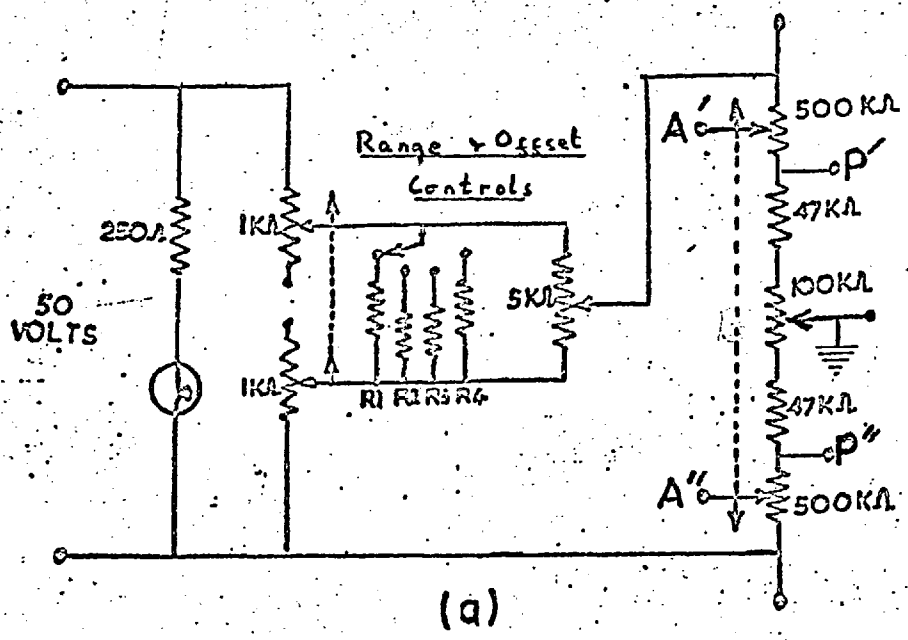 500KΩ
A′
P′
Range & Offset
Controls
47KΩ
250Ω
1KΩ
100KΩ
5KΩ
50
VOLTS
1KΩ
R1 R2 R3 R4
47KΩ
P″
A″
500KΩ
(a)